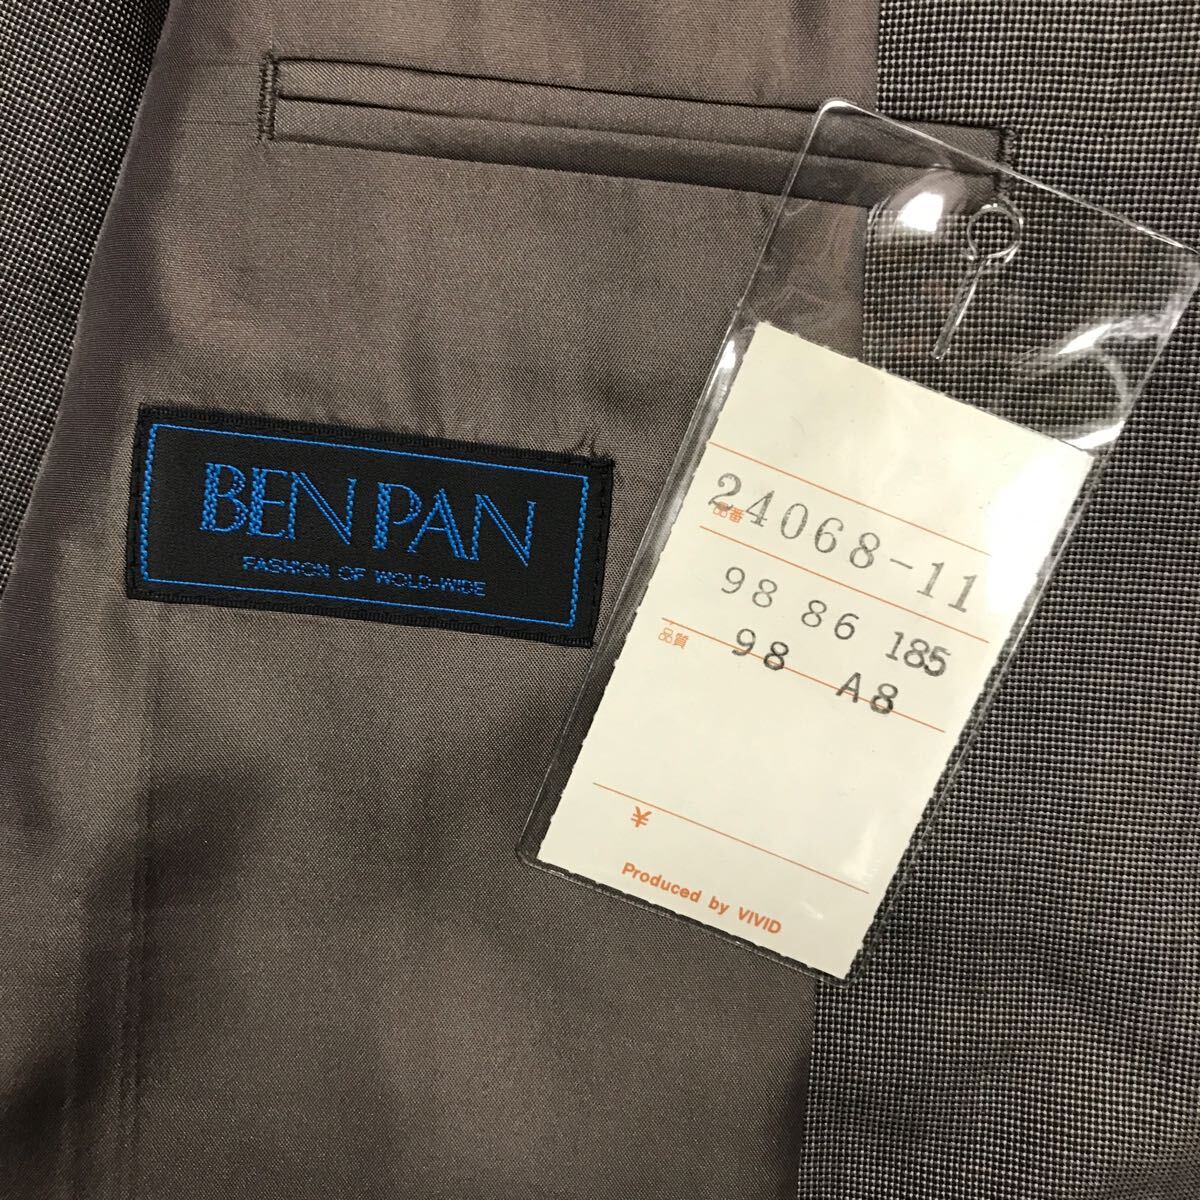 BEN PAN
FASHION OF WOLD-WIDE
品番 24068-11
98 86 185
品質 98 A8
¥
Produced by VIVID